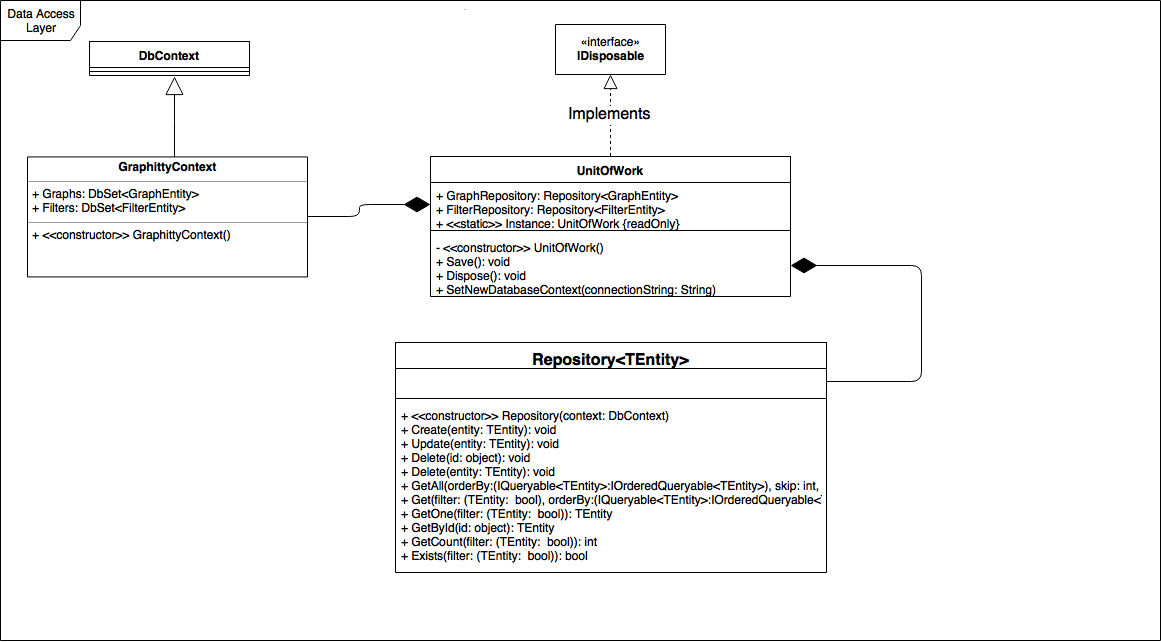 Data Access
Layer
DbContext
«interface»
IDisposable
Implements
GraphittyContext
+ Graphs: DbSet<GraphEntity>
+ Filters: DbSet<FilterEntity>
+ <<constructor>> GraphittyContext()
UnitOfWork
+ GraphRepository: Repository<GraphEntity>
+ FilterRepository: Repository<FilterEntity>
+ <<static>> Instance: UnitOfWork {readOnly}
- <<constructor>> UnitOfWork()
+ Save(): void
+ Dispose(): void
+ SetNewDatabaseContext(connectionString: String)
Repository<TEntity>
+ <<constructor>> Repository(context: DbContext)
+ Create(entity: TEntity): void
+ Update(entity: TEntity): void
+ Delete(id: object): void
+ Delete(entity: TEntity): void
+ GetAll(orderBy:(IQueryable<TEntity>:IOrderedQueryable<TEntity>), skip: int,
+ Get(filter: (TEntity:  bool), orderBy:(IQueryable<TEntity>:IOrderedQueryable<
+ GetOne(filter: (TEntity:  bool)): TEntity
+ GetById(id: object): TEntity
+ GetCount(filter: (TEntity:  bool)): int
+ Exists(filter: (TEntity:  bool)): bool